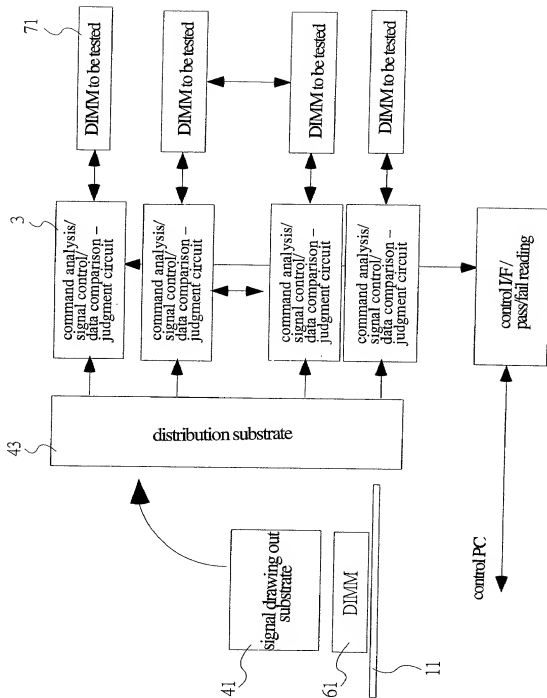 71
DIMM to be tested
DIMM to be tested
DIMM to be tested
DIMM to be tested
3
command analysis/
signal control/
data comparison –
judgment circuit
command analysis/
signal control/
data comparison –
judgment circuit
command analysis/
signal control/
data comparison –
judgment circuit
command analysis/
signal control/
data comparison –
judgment circuit
control I/F/
pass/fail reading
43
distribution substrate
control PC
41
signal drawing out
substrate
61
DIMM
11